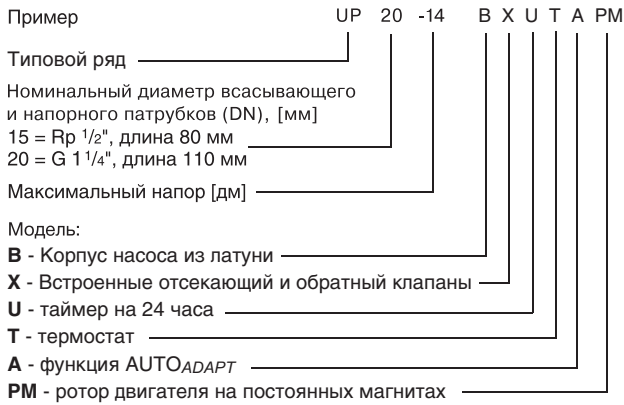 Пример UP 20 -14 B X U T A PM
Типовой ряд
Номинальный диаметр всасывающего
и напорного патрубков (DN), [мм]
15 = Rp 1/2", длина 80 мм
20 = G 1 1/4", длина 110 мм
Максимальный напор [дм]
Модель:
B - Корпус насоса из латуни
X - Встроенные отсекающий и обратный клапаны
U - таймер на 24 часа
T - термостат
A - функция AUTOADAPT
PM - ротор двигателя на постоянных магнитах